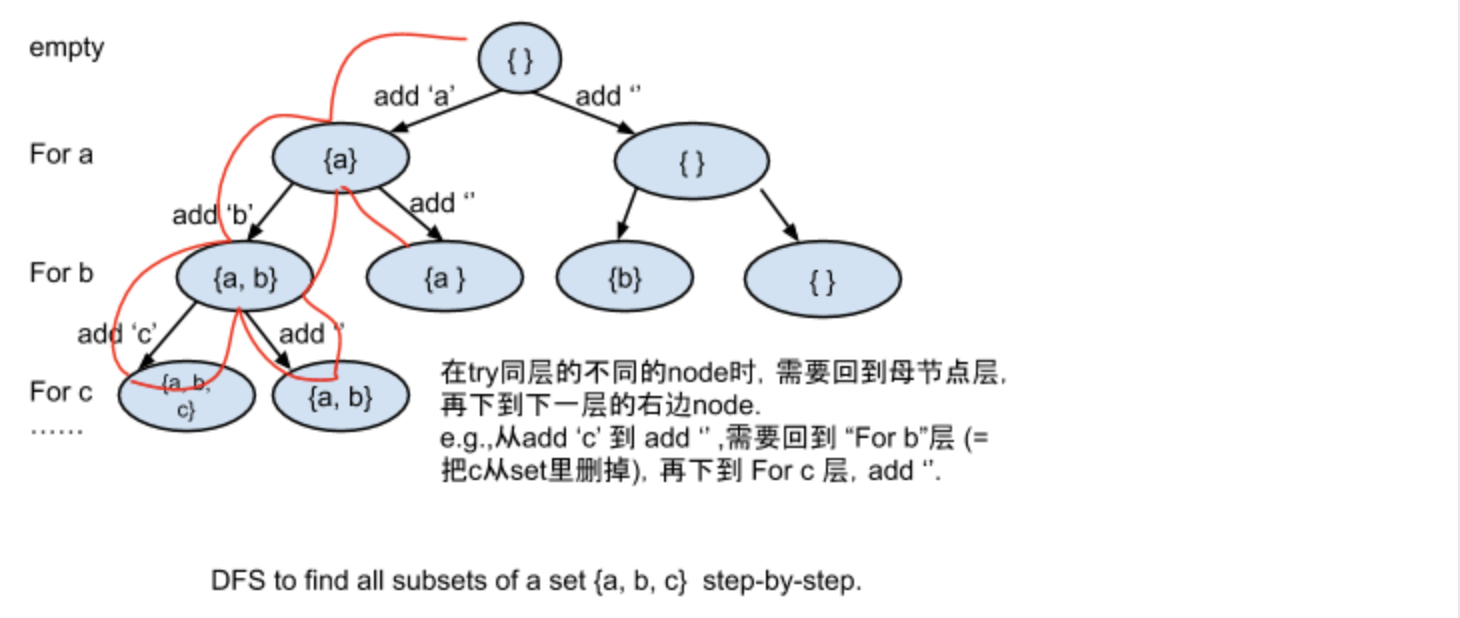 empty
{ }
add ‘a’
add ‘’
For a
{a}
{ }
add ‘b’
add ‘’
For b
{a, b}
{a }
{b}
{ }
add ‘c’
add ‘’
For c
{a, b,
c}
{a, b}
……
在try同层的不同的node时, 需要回到母节点层,
再下到下一层的右边node.
e.g.,从add ‘c’ 到 add ‘’ ,需要回到 “For b”层 (=
把c从set里删掉), 再下到 For c 层, add ‘’.
DFS to find all subsets of a set {a, b, c}  step-by-step.